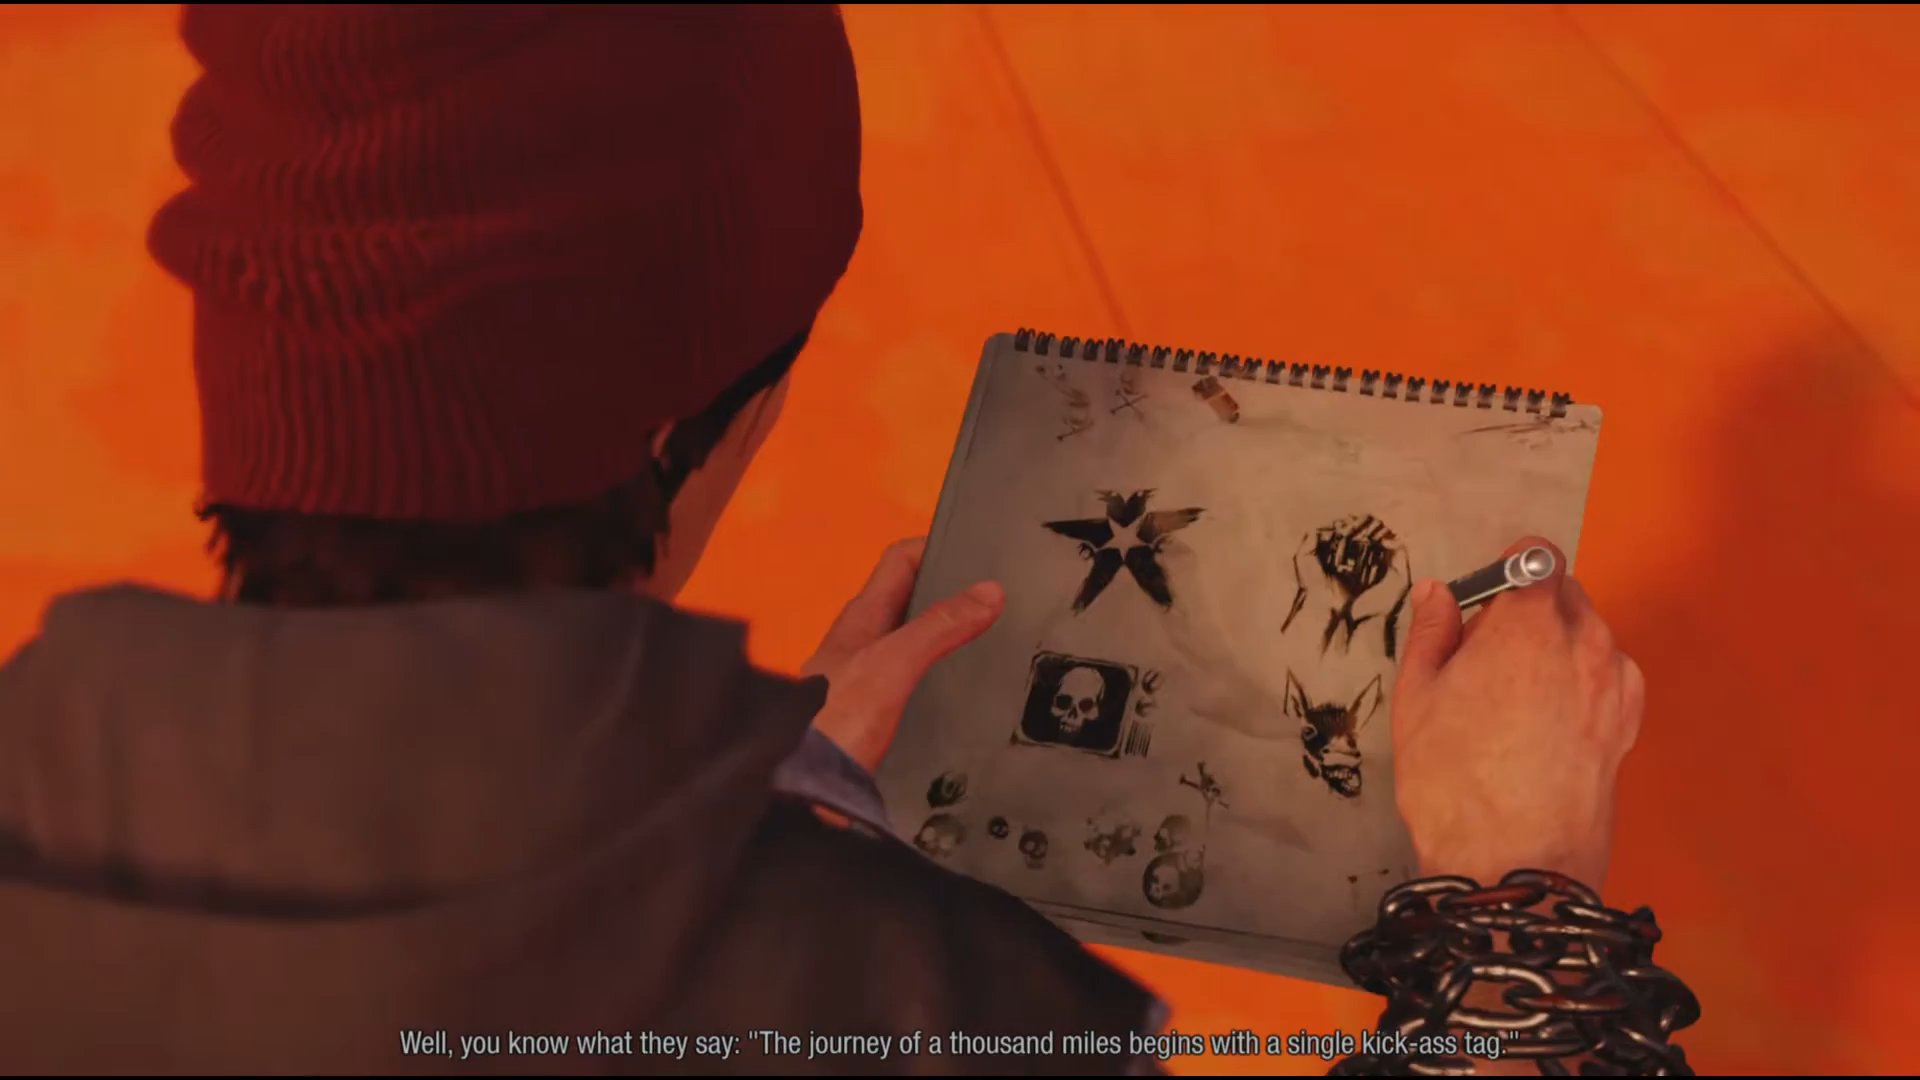 Well, you know what they say: "The journey of a thousand miles begins with a single kick-ass tag."